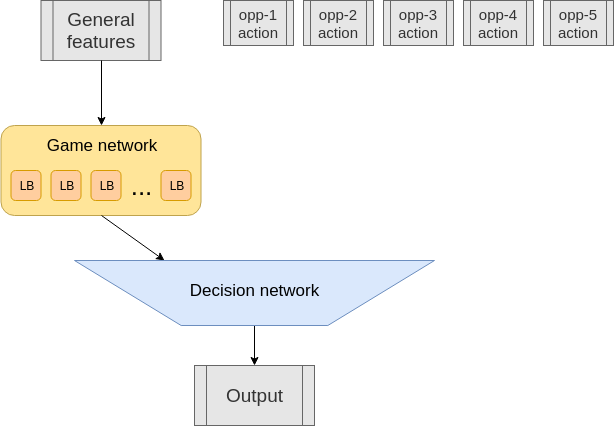 General
features
opp-1
action
opp-2
action
opp-3
action
opp-4
action
opp-5
action
Game network
LB
LB
LB
...
LB
Decision network
Output